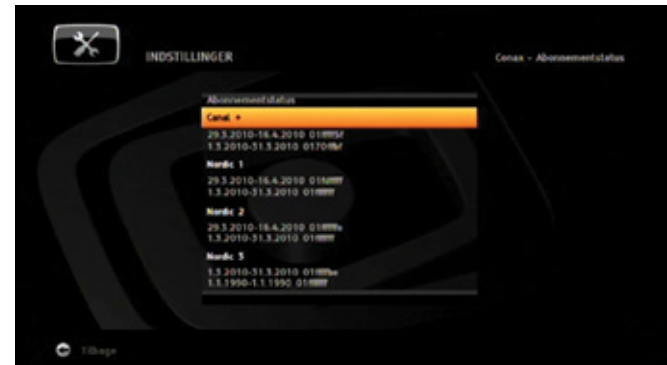 INDSTILLINGER
Conax - Abonnementstatus
Abonnementstatus
Canal +
29.3.2010-16.4.2010
1.3.2010-31.3.2010
Nordic 1
29.3.2010-16.4.2010
1.3.2010-31.3.2010
Nordic 2
29.3.2010-16.4.2010
1.3.2010-31.3.2010
Nordic 3
1.3.2010-31.3.2010
1.1.1990-1.1.1990
Tilbage